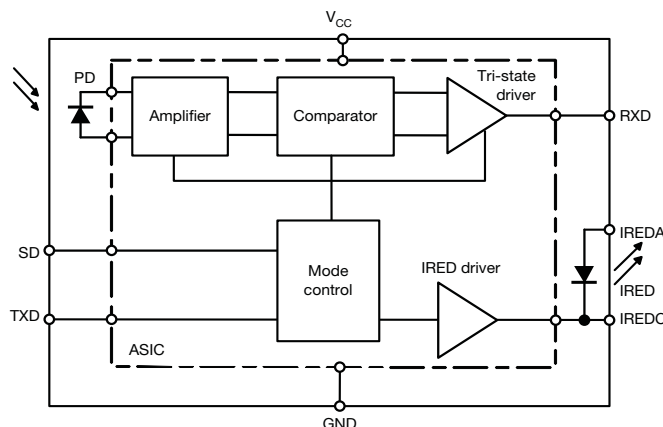 VCC
PD
Tri-state
driver
Amplifier
Comparator
RXD
IREDA
SD
Mode
control
IRED driver
IRED
TXD
IREDC
ASIC
GND